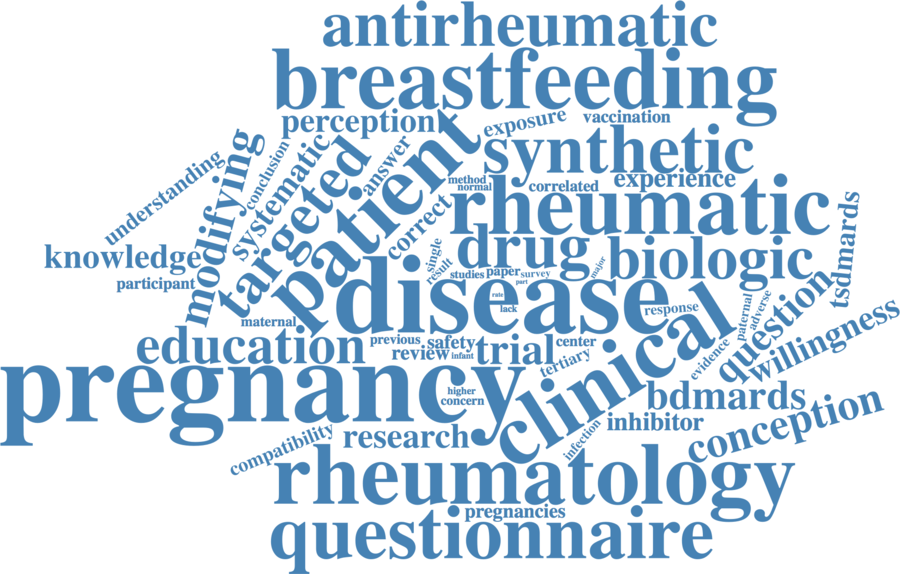 antirheumatic
breastfeeding
perception
exposure
vaccination
synthetic
answer
patient
conclusion
understanding
modifying
systematic
targeted
method
normal
correlated
experience
correct
rheumatic
knowledge
participant
single
result
drug
biologic
tsdmards
studies
paper
survey
part
major
disease
rate
lack
maternal
response
paternal
adverse
question
willingness
education
previous
safety
review
infant
trial
center
tertiary
evidence
pregnancy
higher
concern
clinical
bdmards
inhibitor
conception
compatibility
research
infection
rheumatology
pregnancies
questionnaire